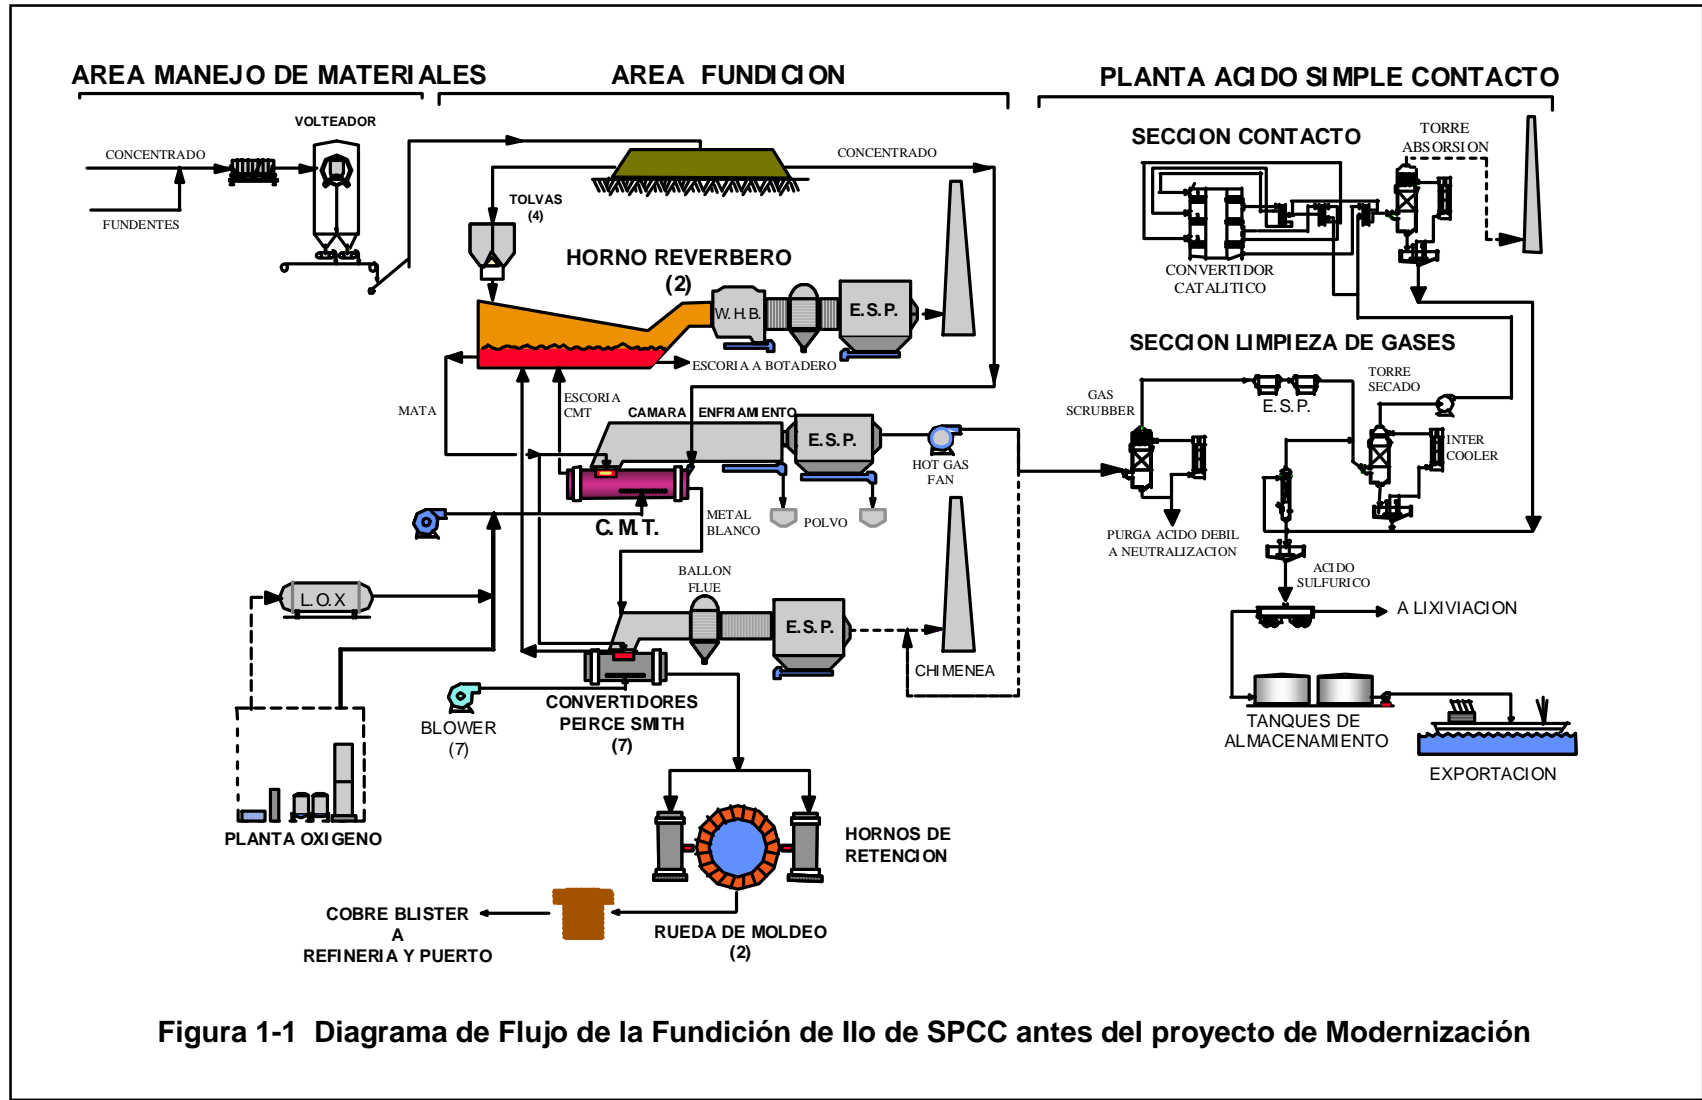 AREA MANEJO DE MATERIALES
AREA FUNDICION
PLANTA ACIDO SIMPLE CONTACTO
VOLTEADOR
CONCENTRADO
FUNDENTES
CONCENTRADO
TOLVAS
(4)
HORNO REVERBERO
(2)
W.H.B.
E.S.P.
ESCORIA A BOTADERO
MATA
ESCORIA
CMT
CAMARA ENFRIAMIENTO
E.S.P.
HOT GAS
FAN
C.M.T.
METAL
BLANCO
POLVO
L.O.X
BALLON
FLUE
E.S.P.
CHIMENEA
BLOWER
(7)
CONVERTIDORES
PEIRCE SMITH
(7)
PLANTA OXIGENO
HORNOS DE
RETENCION
RUEDA DE MOLDEO
(2)
COBRE BLISTER
A
REFINERIA Y PUERTO
SECCION CONTACTO
TORRE
ABSORSION
CONVERTIDOR
CATALITICO
SECCION LIMPIEZA DE GASES
GAS
SCRUBBER
E.S.P.
TORRE
SECADO
INTER
COOLER
PURGA ACIDO DEBIL
A NEUTRALIZACION
ACIDO
SULFURICO
A LIXIVIACION
TANQUES DE
ALMACENAMIENTO
EXPORTACION
Figura 1-1 Diagrama de Flujo de la Fundición de Ilo de SPCC antes del proyecto de Modernización